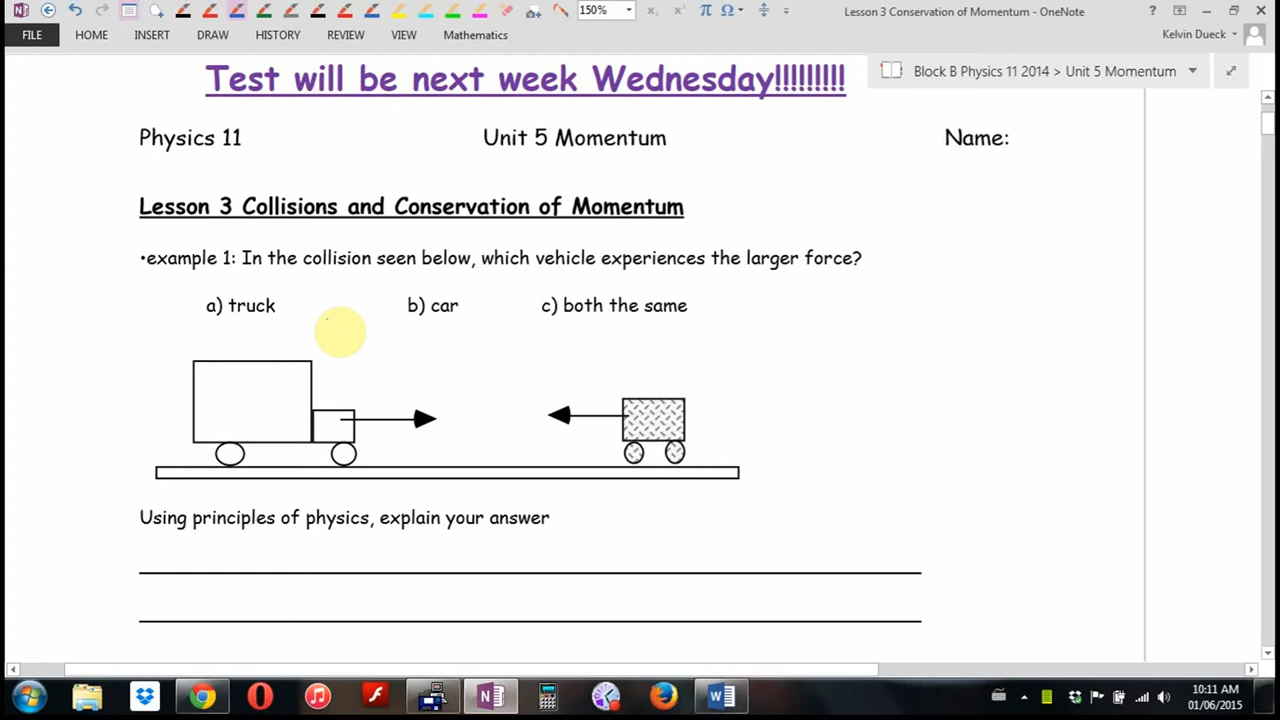 150%
Lesson 3 Conservation of Momentum - OneNote
?
FILE
HOME
INSERT
DRAW
HISTORY
REVIEW
VIEW
Mathematics
Kelvin Dueck
Block B Physics 11 2014 > Unit 5 Momentum
Test will be next week Wednesday!!!!!!!!!
Physics 11 Unit 5 Momentum Name:
Lesson 3 Collisions and Conservation of Momentum
•example 1: In the collision seen below, which vehicle experiences the larger force?
a) truck b) car c) both the same
Using principles of physics, explain your answer
10:11 AM
01/06/2015